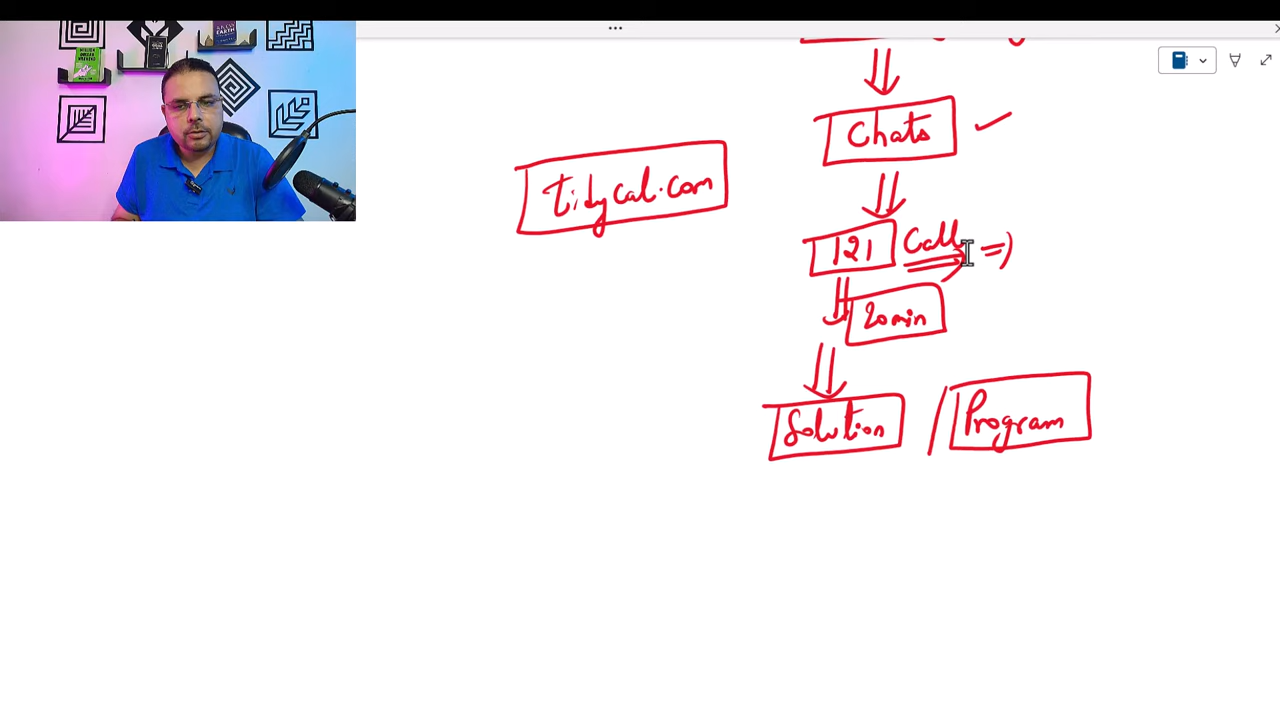 Chats
tidycal.com
121 Call
20min
Solution / Program